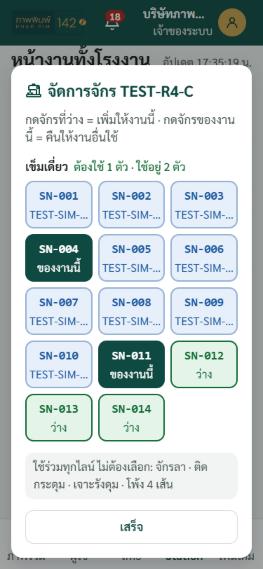 ภาพพิมพ์
142
18
บริษัทภาพ...
เจ้าของระบบ
หน้างานทั้งโรงงาน
อัปเดต 17:35:19 น.
จัดการจักร TEST-R4-C
กดจักรที่ว่าง = เพิ่มให้งานนี้ · กดจักรของงาน
นี้ = คืนให้งานอื่นใช้
เข็มเดี่ยว ต้องใช้ 1 ตัว · ใช้อยู่ 2 ตัว
SN-001 SN-002 SN-003
TEST-SIM-... TEST-SIM-... TEST-SIM-...
SN-004 SN-005 SN-006
ของงานนี้ TEST-SIM-... TEST-SIM-...
SN-007 SN-008 SN-009
TEST-SIM-... TEST-SIM-... TEST-SIM-...
SN-010 SN-011 SN-012
TEST-SIM-... ของงานนี้ ว่าง
SN-013 SN-014
ว่าง ว่าง
ใช้ร่วมทุกไลน์ ไม่ต้องเลือก: จักรลา · ติด
กระดุม · เจาะรังดุม · โพ้ง 4 เส้น
เสร็จ